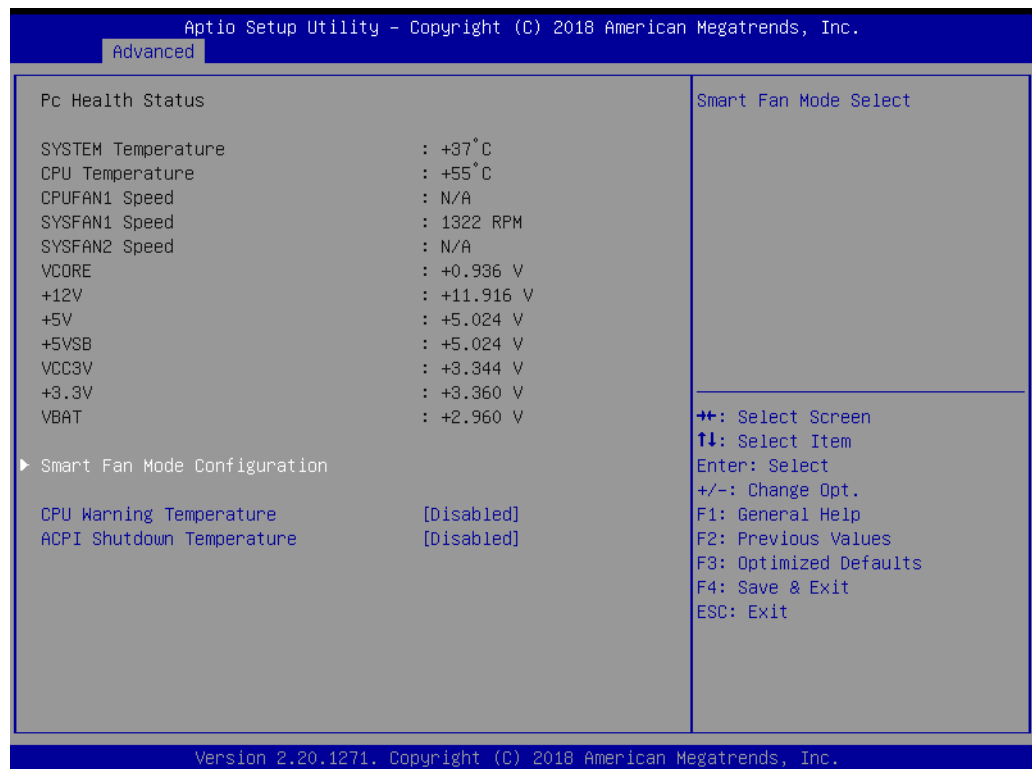 Aptio Setup Utility – Copyright (C) 2018 American Megatrends, Inc.
Advanced
Pc Health Status
SYSTEM Temperature : +37°C
CPU Temperature : +55°C
CPUFAN1 Speed : N/A
SYSFAN1 Speed : 1322 RPM
SYSFAN2 Speed : N/A
VCORE : +0.936 V
+12V : +11.916 V
+5V : +5.024 V
+5VSB : +5.024 V
VCC3V : +3.344 V
+3.3V : +3.360 V
VBAT : +2.960 V
▶ Smart Fan Mode Configuration
CPU Warning Temperature [Disabled]
ACPI Shutdown Temperature [Disabled]
Smart Fan Mode Select
→←: Select Screen
↑↓: Select Item
Enter: Select
+/-: Change Opt.
F1: General Help
F2: Previous Values
F3: Optimized Defaults
F4: Save & Exit
ESC: Exit
Version 2.20.1271. Copyright (C) 2018 American Megatrends, Inc.